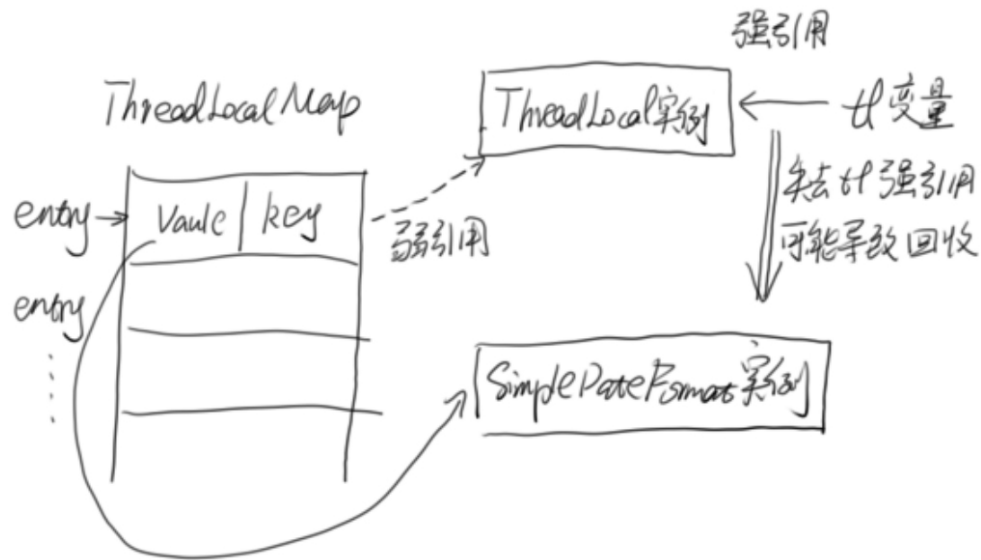 强引用
ThreadLocalMap
ThreadLocal实例
tl变量
entry
Vaule
key
弱引用
失去tl强引用
可能导致回收
entry
SimpleDateFormat实例